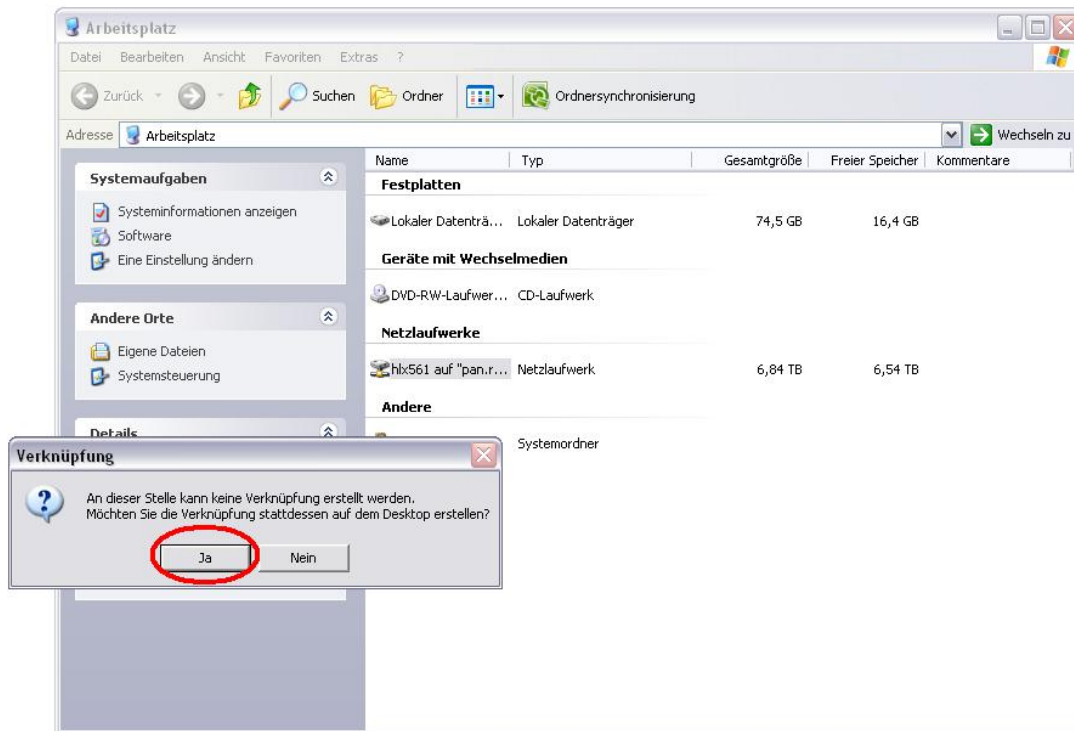 Arbeitsplatz
Datei Bearbeiten Ansicht Favoriten Extras ?
Zurück Suchen Ordner Ordnersynchronisierung
Adresse Arbeitsplatz Wechseln zu
Name Typ Gesamtgröße Freier Speicher Kommentare
Systemaufgaben
Systeminformationen anzeigen
Software
Eine Einstellung ändern
Andere Orte
Eigene Dateien
Systemsteuerung
Details
Festplatten
Lokaler Datenträ... Lokaler Datenträger 74,5 GB 16,4 GB
Geräte mit Wechselmedien
DVD-RW-Laufwer... CD-Laufwerk
Netzlaufwerke
hlx561 auf "pan.r... Netzlaufwerk 6,84 TB 6,54 TB
Andere
Systemordner
Verknüpfung
An dieser Stelle kann keine Verknüpfung erstellt werden.
Möchten Sie die Verknüpfung stattdessen auf dem Desktop erstellen?
Ja Nein